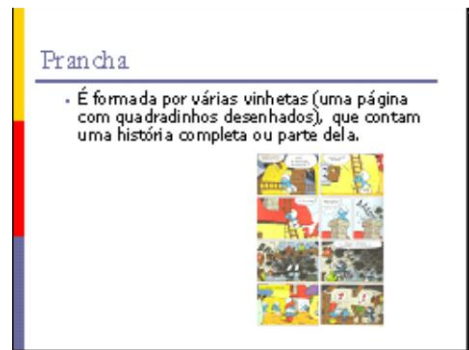 Prancha
É formada por várias vinhetas (uma página
com quadradinhos desenhados), que contam
uma história completa ou parte dela.